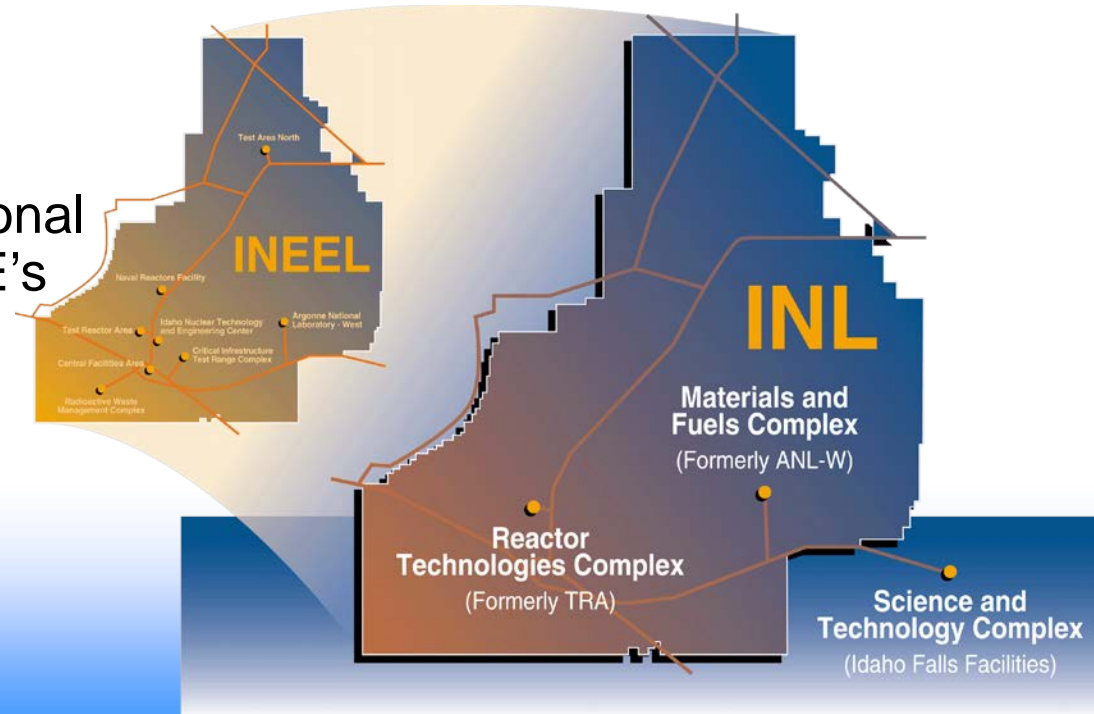 onal
E's
Test Area North
INEEL
Naval Reactors Facility
Test Reactor Area
Idaho Nuclear Technology
and Engineering Center
Argonne National
Laboratory - West
Critical Infrastructure
Test Range Complex
Central Facilities Area
Radioactive Waste
Management Complex
INL
Materials and
Fuels Complex
(Formerly ANL-W)
Reactor
Technologies Complex
(Formerly TRA)
Science and
Technology Complex
(Idaho Falls Facilities)